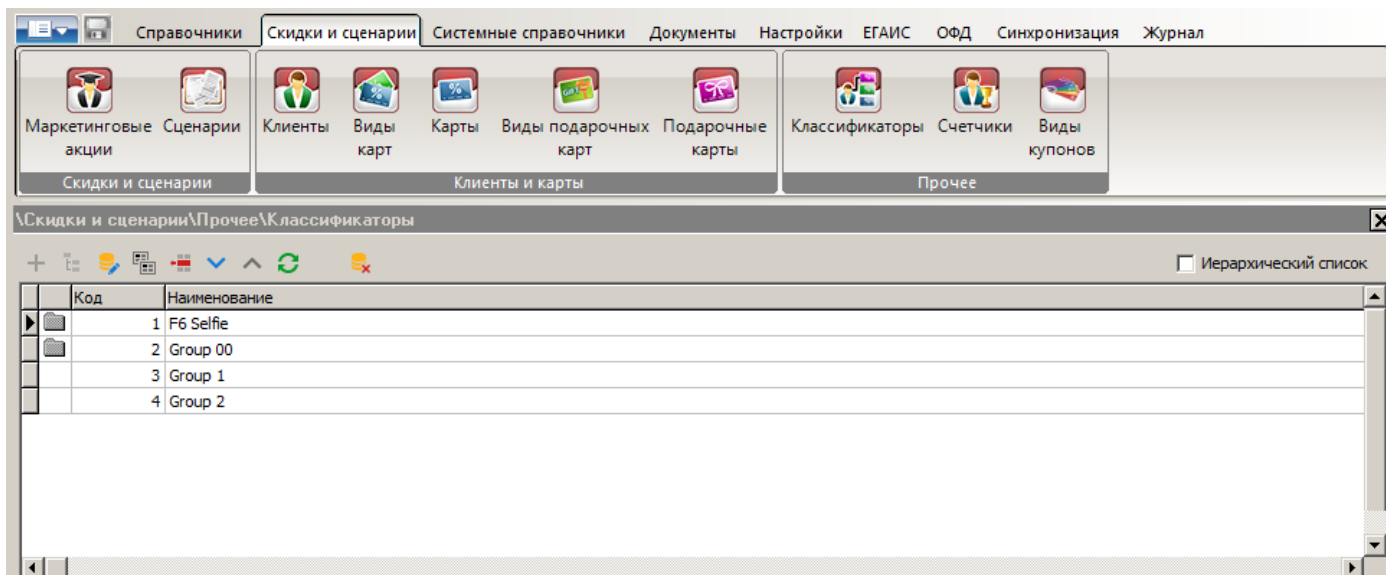 Справочники Скидки и сценарии Системные справочники Документы Настройки ЕГАИС ОФД Синхронизация Журнал
Маркетинговые акции Сценарии Клиенты Виды карт Карты Виды подарочных карт Подарочные карты Классификаторы Счетчики Виды купонов
Скидки и сценарии Клиенты и карты Прочее
\Скидки и сценарии\Прочее\Классификаторы
Иерархический список
Код Наименование
1 F6 Selfie
2 Group 00
3 Group 1
4 Group 2